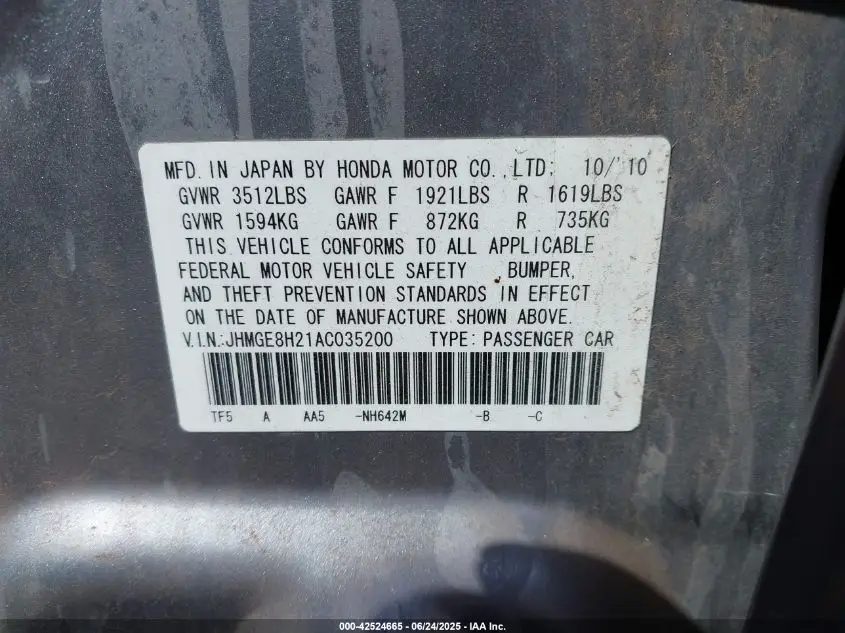 MFD. IN JAPAN BY HONDA MOTOR CO.,LTD: 10/'10
GVWR 3512LBS GAWR F 1921LBS R 1619LBS
GVWR 1594KG GAWR F 872KG R 735KG
THIS VEHICLE CONFORMS TO ALL APPLICABLE
FEDERAL MOTOR VEHICLE SAFETY , BUMPER,
AND THEFT PREVENTION STANDARDS IN EFFECT
ON THE DATE OF MANUFACTURE SHOWN ABOVE.
V.I.N.:JHMGE8H21AC035200 TYPE: PASSENGER CAR
TF5 A AA5 -NH642M -B -C
000-42524665 - 06/24/2025 - IAA Inc.